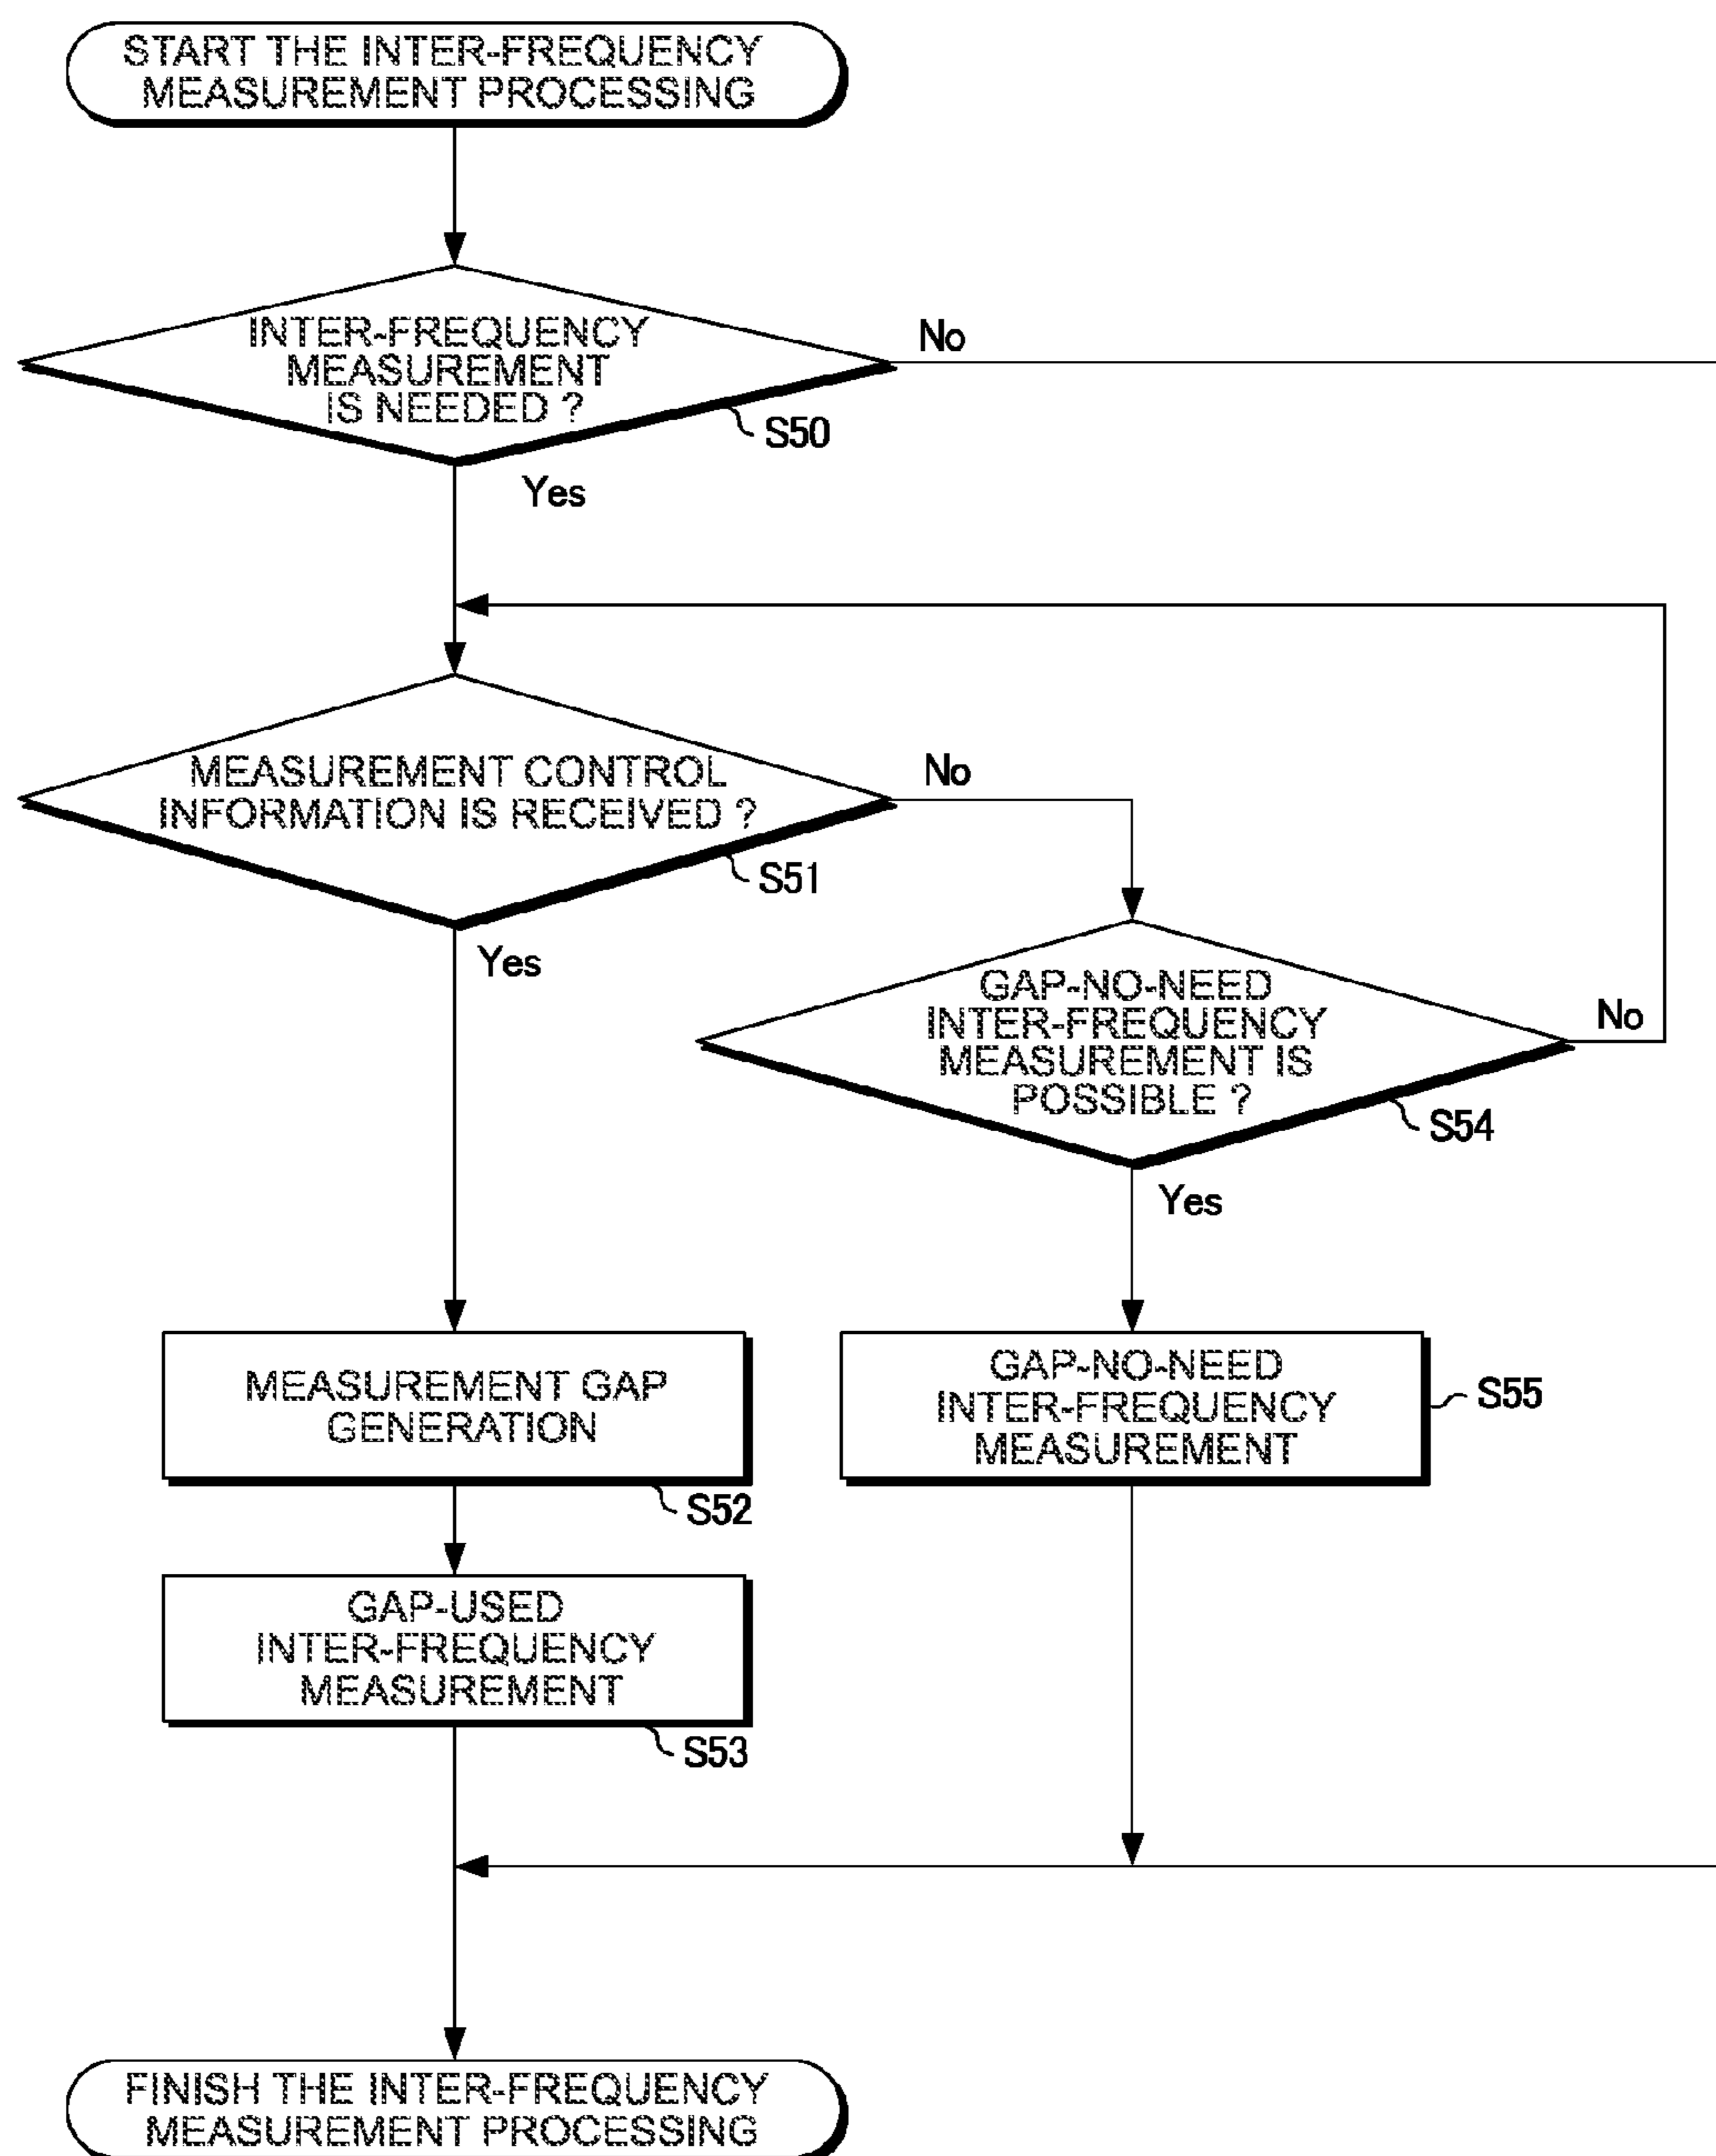 START THE INTER-FREQUENCY
MEASUREMENT PROCESSING
INTER-FREQUENCY
MEASUREMENT
IS NEEDED ?
No
S50
Yes
MEASUREMENT CONTROL
INFORMATION IS RECEIVED ?
No
S51
Yes
GAP-NO-NEED
INTER-FREQUENCY
MEASUREMENT IS
POSSIBLE ?
No
S54
Yes
MEASUREMENT GAP
GENERATION
S52
GAP-NO-NEED
INTER-FREQUENCY
MEASUREMENT
S55
GAP-USED
INTER-FREQUENCY
MEASUREMENT
S53
FINISH THE INTER-FREQUENCY
MEASUREMENT PROCESSING